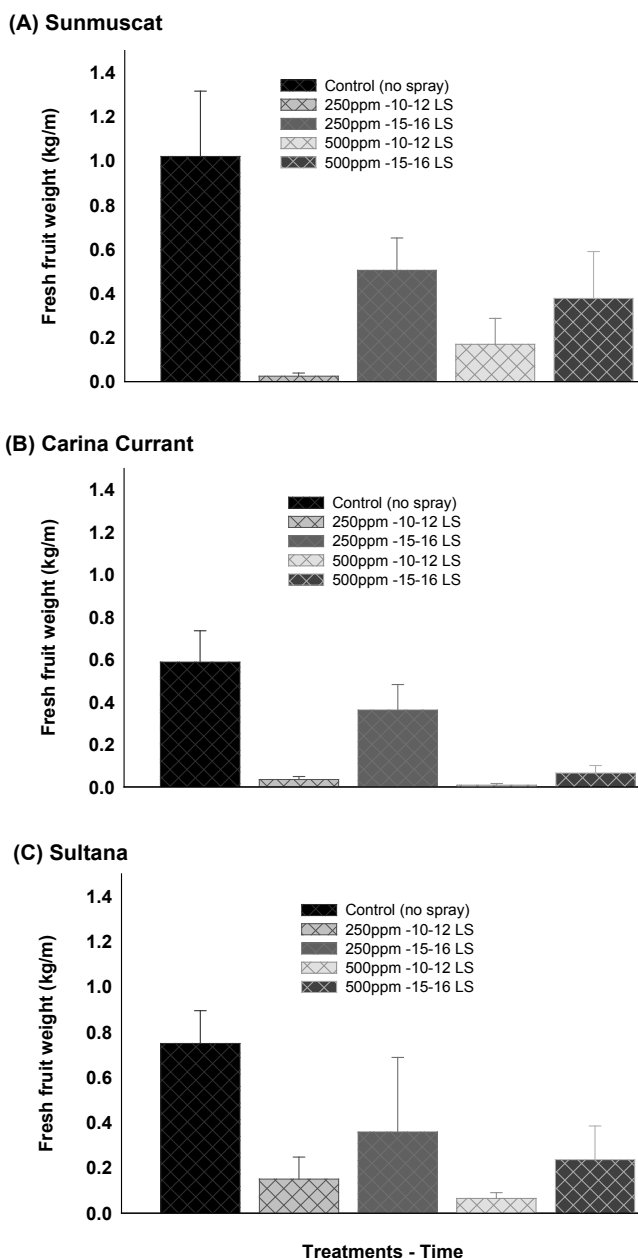 (A) Sunmuscat
1.4
1.2
1.0
0.8
0.6
0.4
0.2
0.0
Fresh fruit weight (kg/m)
Control (no spray)
250ppm -10-12 LS
250ppm -15-16 LS
500ppm -10-12 LS
500ppm -15-16 LS
(B) Carina Currant
1.4
1.2
1.0
0.8
0.6
0.4
0.2
0.0
Fresh fruit weight (kg/m)
Control (no spray)
250ppm -10-12 LS
250ppm -15-16 LS
500ppm -10-12 LS
500ppm -15-16 LS
(C) Sultana
1.4
1.2
1.0
0.8
0.6
0.4
0.2
0.0
Fresh fruit weight (kg/m)
Control (no spray)
250ppm -10-12 LS
250ppm -15-16 LS
500ppm -10-12 LS
500ppm -15-16 LS
Treatments - Time